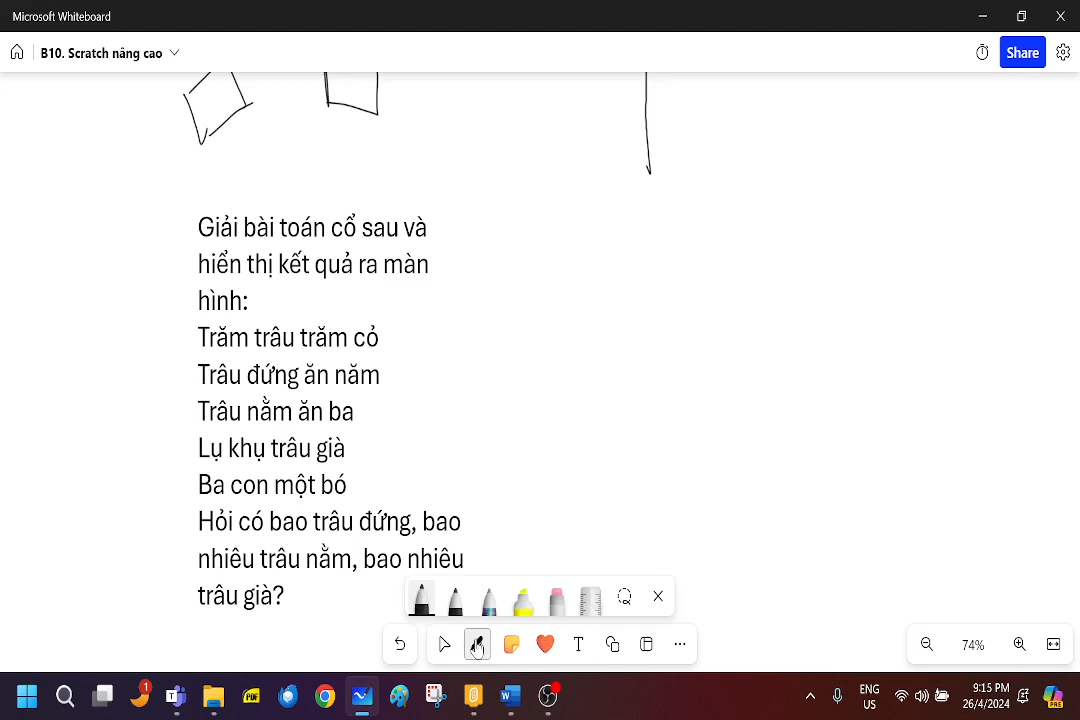 Microsoft Whiteboard
B10. Scratch nâng cao
Share
Giải bài toán cổ sau và
hiển thị kết quả ra màn
hình:
Trăm trâu trăm cỏ
Trâu đứng ăn năm
Trâu nằm ăn ba
Lụ khụ trâu già
Ba con một bó
Hỏi có bao trâu đứng, bao
nhiêu trâu nằm, bao nhiêu
trâu già?
T
74%
1
PDF
ENG
US
9:15 PM
26/4/2024
PRE